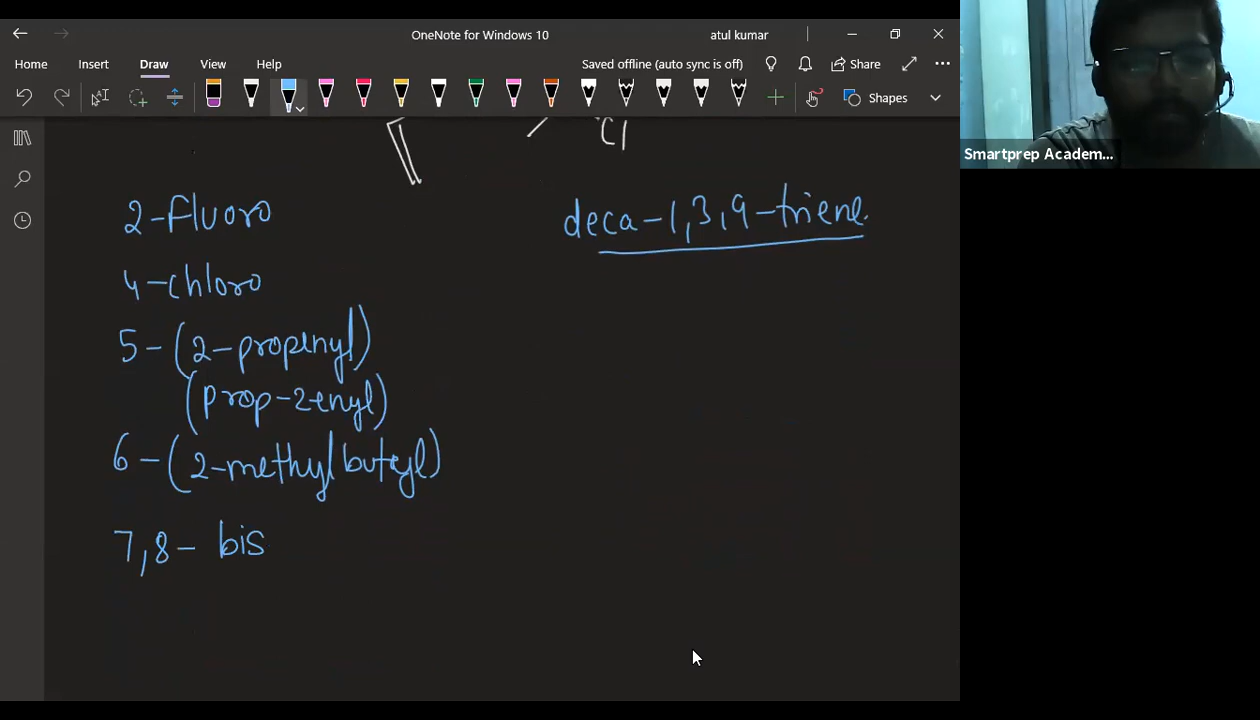 OneNote for Windows 10
atul kumar
Home
Insert
Draw
View
Help
Saved offline (auto sync is off)
Share
Shapes
Smartprep Academ...
Cl
2-fluoro
deca-1,3,9-triene
4-chloro
5-(2-propenyl)
(prop-2enyl)
6-(2-methylbutyl)
7,8- bis